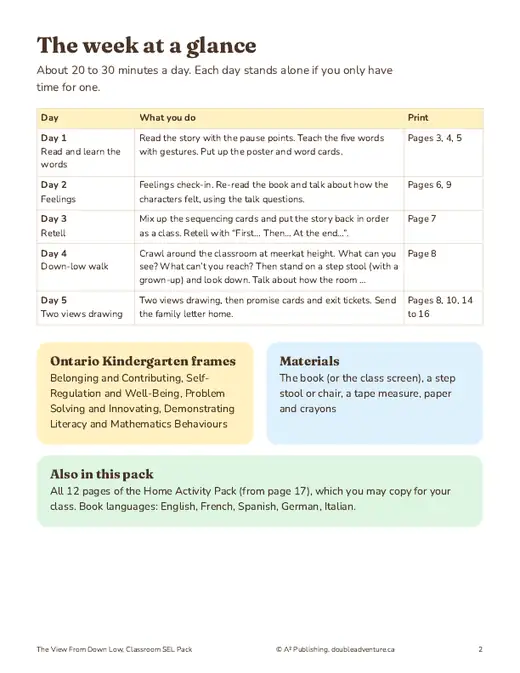 The week at a glance
About 20 to 30 minutes a day. Each day stands alone if you only have
time for one.
Day What you do Print
Day 1 Read the story with the pause points. Teach the five words Pages 3, 4, 5
Read and learn the with gestures. Put up the poster and word cards.
words
Day 2 Feelings check-in. Re-read the book and talk about how the Pages 6, 9
Feelings characters felt, using the talk questions.
Day 3 Mix up the sequencing cards and put the story back in order Page 7
Retell as a class. Retell with “First... Then... At the end...”.
Day 4 Crawl around the classroom at meerkat height. What can you Page 8
Down-low walk see? What can’t you reach? Then stand on a step stool (with a
grown-up) and look down. Talk about how the room ...
Day 5 Two views drawing, then promise cards and exit tickets. Send Pages 8, 10, 14
Two views drawing the family letter home. to 16
Ontario Kindergarten frames
Belonging and Contributing, Self-
Regulation and Well-Being, Problem
Solving and Innovating, Demonstrating
Literacy and Mathematics Behaviours
Materials
The book (or the class screen), a step
stool or chair, a tape measure, paper
and crayons
Also in this pack
All 12 pages of the Home Activity Pack (from page 17), which you may copy for your
class. Book languages: English, French, Spanish, German, Italian.
The View From Down Low, Classroom SEL Pack © A² Publishing. doubleadventure.ca 2